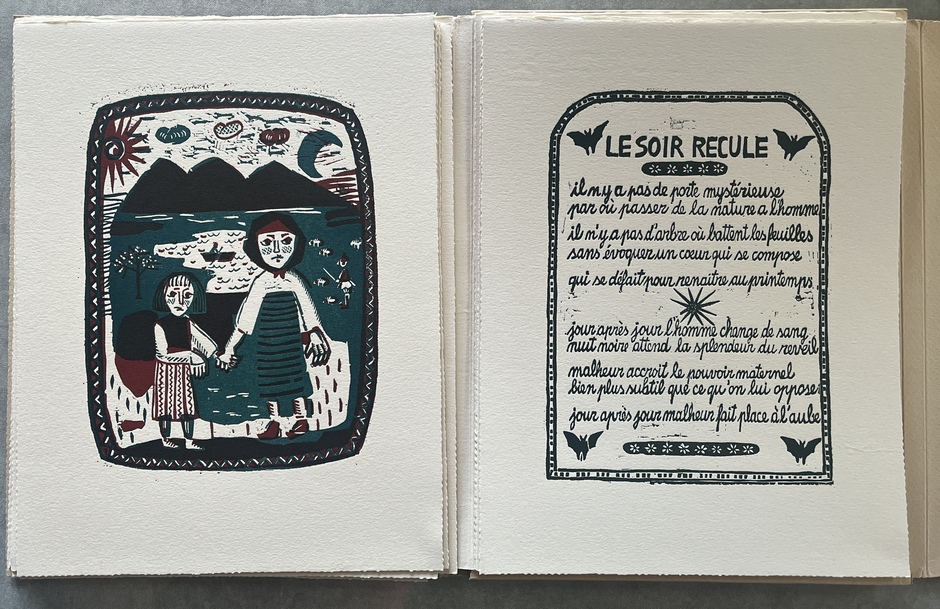 LE SOIR RECULE
il n y a pas de porte mystérieuse
par où passer de la nature a l'homme
il n'y a pas d'arbre où battent les feuilles
sans évoquer un cœur qui se compose
qui se défait pour renaître au printemps
jour après jour l'homme change de sang
nuit noire attend la splendeur du reveil
malheur accroit le pouvoir maternel
bien plus subtil que ce qu'on lui oppose
jour après jour malheur fait place à l'aube